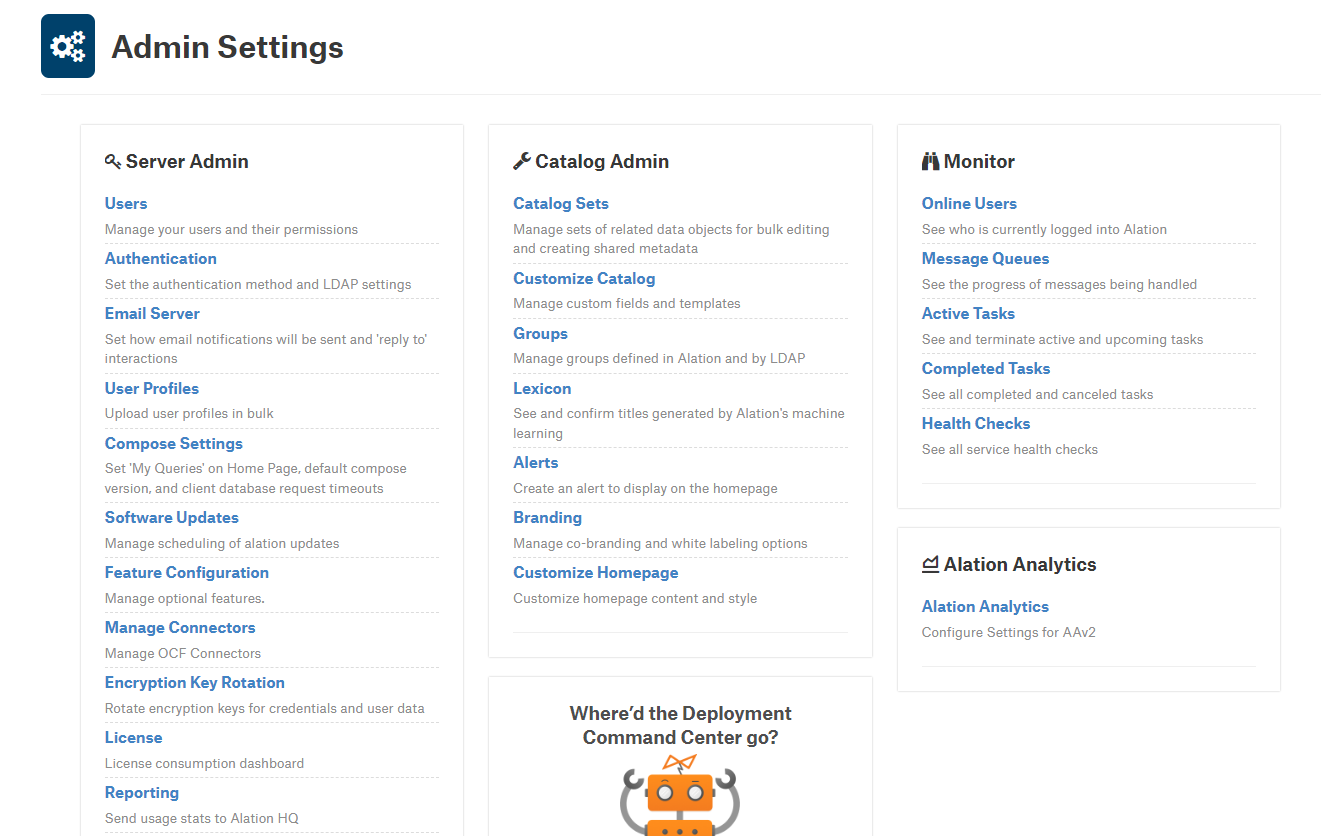 Admin Settings
Server Admin
Users
Manage your users and their permissions
Authentication
Set the authentication method and LDAP settings
Email Server
Set how email notifications will be sent and 'reply to'
interactions
User Profiles
Upload user profiles in bulk
Compose Settings
Set 'My Queries' on Home Page, default compose
version, and client database request timeouts
Software Updates
Manage scheduling of alation updates
Feature Configuration
Manage optional features.
Manage Connectors
Manage OCF Connectors
Encryption Key Rotation
Rotate encryption keys for credentials and user data
License
License consumption dashboard
Reporting
Send usage stats to Alation HQ
Catalog Admin
Catalog Sets
Manage sets of related data objects for bulk editing
and creating shared metadata
Customize Catalog
Manage custom fields and templates
Groups
Manage groups defined in Alation and by LDAP
Lexicon
See and confirm titles generated by Alation's machine
learning
Alerts
Create an alert to display on the homepage
Branding
Manage co-branding and white labeling options
Customize Homepage
Customize homepage content and style
Where’d the Deployment
Command Center go?
Monitor
Online Users
See who is currently logged into Alation
Message Queues
See the progress of messages being handled
Active Tasks
See and terminate active and upcoming tasks
Completed Tasks
See all completed and canceled tasks
Health Checks
See all service health checks
Alation Analytics
Alation Analytics
Configure Settings for AAv2